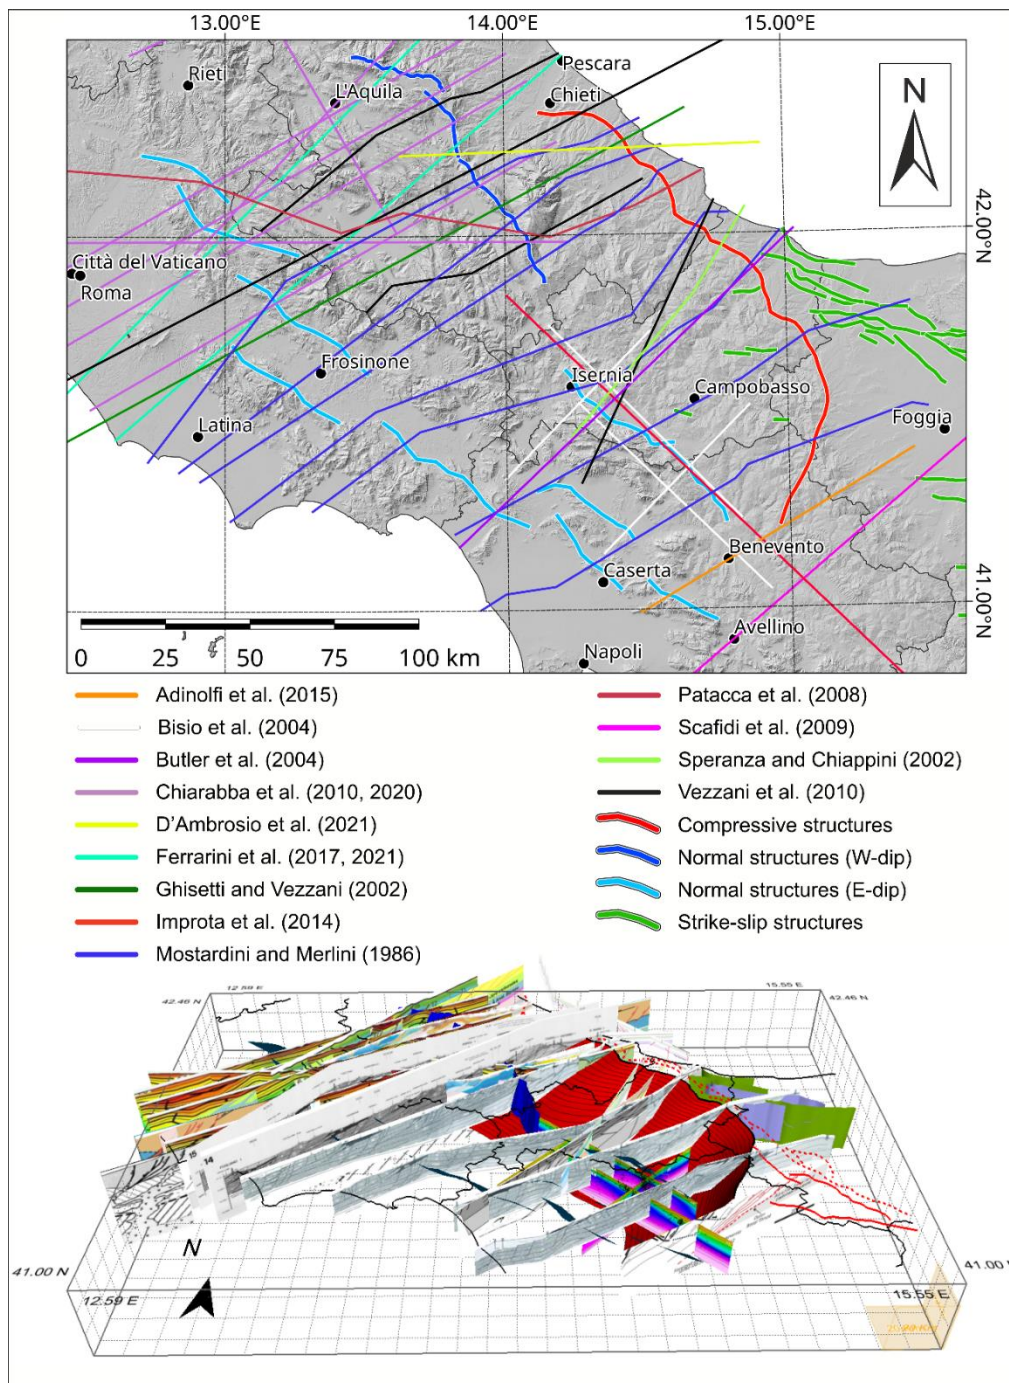 13.00°E 14.00°E 15.00°E
N
Rieti
Pescara
L'Aquila
Chieti
42.00°N
Città del Vaticano
Roma
Frosinone
Isernia
Campobasso
Latina
Foggia
Benevento
Caserta
41.00°N
Avellino
Napoli
0 25 50 75 100 km
Adinolfi et al. (2015)
Bisio et al. (2004)
Butler et al. (2004)
Chiarabba et al. (2010, 2020)
D'Ambrosio et al. (2021)
Ferrarini et al. (2017, 2021)
Ghisetti and Vezzani (2002)
Improta et al. (2014)
Mostardini and Merlini (1986)
Patacca et al. (2008)
Scafidi et al. (2009)
Speranza and Chiappini (2002)
Vezzani et al. (2010)
Compressive structures
Normal structures (W-dip)
Normal structures (E-dip)
Strike-slip structures
12.59 E 15.55 E
42.46 N 42.46 N
15
14
N
41.00 N 41.00 N
12.59 E 15.55 E